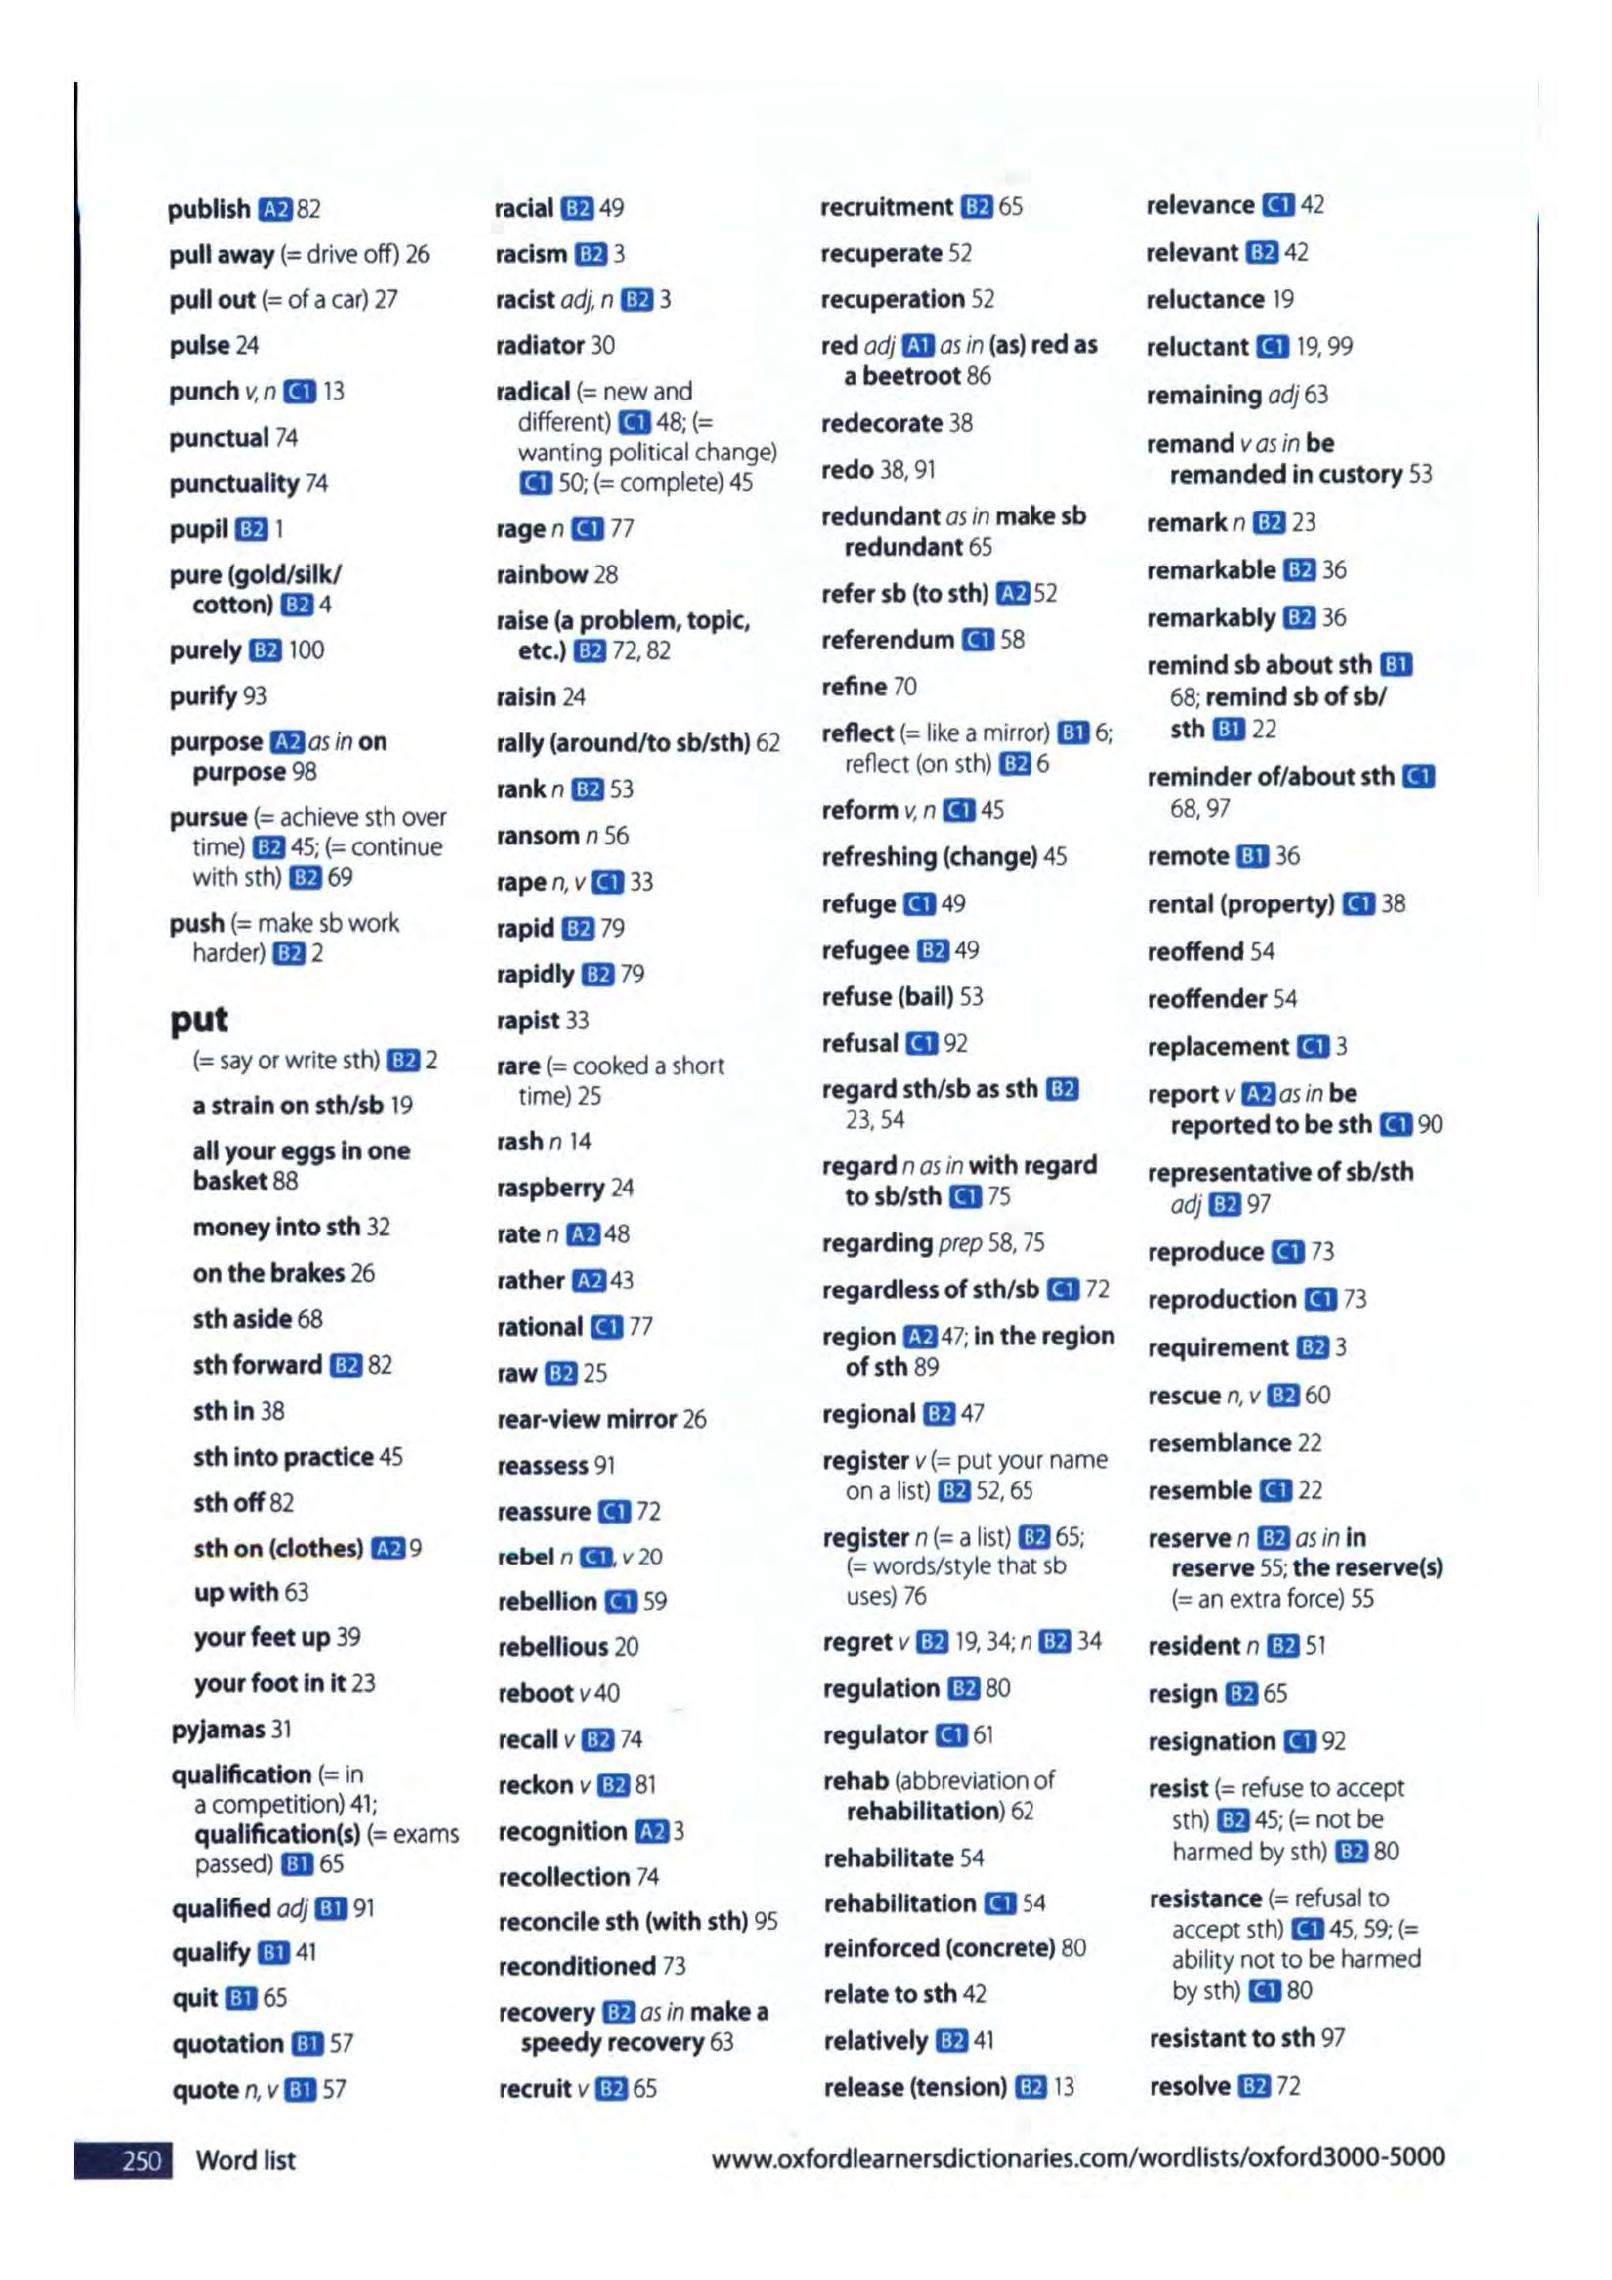 publish A2 82
pull away (= drive off) 26
pull out (= of a car) 27
pulse 24
punch v, n C1 13
punctual 74
punctuality 74
pupil B2 1
pure (gold/silk/
cotton) B2 4
purely B2 100
purify 93
purpose A2 as in on
purpose 98
pursue (= achieve sth over
time) B2 45; (= continue
with sth) B2 69
push (= make sb work
harder) B2 2
put
(= say or write sth) B2 2
a strain on sth/sb 19
all your eggs in one
basket 88
money into sth 32
on the brakes 26
sth aside 68
sth forward B2 82
sth in 38
sth into practice 45
sth off 82
sth on (clothes) A2 9
up with 63
your feet up 39
your foot in it 23
pyjamas 31
qualification (= in
a competition) 41;
qualification(s) (= exams
passed) B1 65
qualified adj B1 91
qualify B1 41
quit B1 65
quotation B1 57
quote n, v B1 57
racial B2 49
racism B2 3
racist adj, n B2 3
radiator 30
radical (= new and
different) C1 48; (=
wanting political change)
C1 50; (= complete) 45
rage n C1 77
rainbow 28
raise (a problem, topic,
etc.) B2 72, 82
raisin 24
rally (around/to sb/sth) 62
rank n B2 53
ransom n 56
rape n, v C1 33
rapid B2 79
rapidly B2 79
rapist 33
rare (= cooked a short
time) 25
rash n 14
raspberry 24
rate n A2 48
rather A2 43
rational C1 77
raw B2 25
rear-view mirror 26
reassess 91
reassure C1 72
rebel n C1, v 20
rebellion C1 59
rebellious 20
reboot v 40
recall v B2 74
reckon v B2 81
recognition A2 3
recollection 74
reconcile sth (with sth) 95
reconditioned 73
recovery B2 as in make a
speedy recovery 63
recruit v B2 65
recruitment B2 65
recuperate 52
recuperation 52
red adj A1 as in (as) red as
a beetroot 86
redecorate 38
redo 38, 91
redundant as in make sb
redundant 65
refer sb (to sth) A2 52
referendum C1 58
refine 70
reflect (= like a mirror) B1 6;
reflect (on sth) B2 6
reform v, n C1 45
refreshing (change) 45
refuge C1 49
refugee B2 49
refuse (bail) 53
refusal C1 92
regard sth/sb as sth B2
23, 54
regard n as in with regard
to sb/sth C1 75
regarding prep 58, 75
regardless of sth/sb C1 72
region A2 47; in the region
of sth 89
regional B2 47
register v (= put your name
on a list) B2 52, 65
register n (= a list) B2 65;
(= words/style that sb
uses) 76
regret v B2 19, 34; n B2 34
regulation B2 80
regulator C1 61
rehab (abbreviation of
rehabilitation) 62
rehabilitate 54
rehabilitation C1 54
reinforced (concrete) 80
relate to sth 42
relatively B2 41
release (tension) B2 13
relevance C1 42
relevant B2 42
reluctance 19
reluctant C1 19, 99
remaining adj 63
remand v as in be
remanded in custory 53
remark n B2 23
remarkable B2 36
remarkably B2 36
remind sb about sth B1
68; remind sb of sb/
sth B1 22
reminder of/about sth C1
68, 97
remote B1 36
rental (property) C1 38
reoffend 54
reoffender 54
replacement C1 3
report v A2 as in be
reported to be sth C1 90
representative of sb/sth
adj B2 97
reproduce C1 73
reproduction C1 73
requirement B2 3
rescue n, v B2 60
resemblance 22
resemble C1 22
reserve n B2 as in in
reserve 55; the reserve(s)
(= an extra force) 55
resident n B2 51
resign B2 65
resignation C1 92
resist (= refuse to accept
sth) B2 45; (= not be
harmed by sth) B2 80
resistance (= refusal to
accept sth) C1 45, 59; (=
ability not to be harmed
by sth) C1 80
resistant to sth 97
resolve B2 72
250 Word list
www.oxfordlearnersdictionaries.com/wordlists/oxford3000-5000